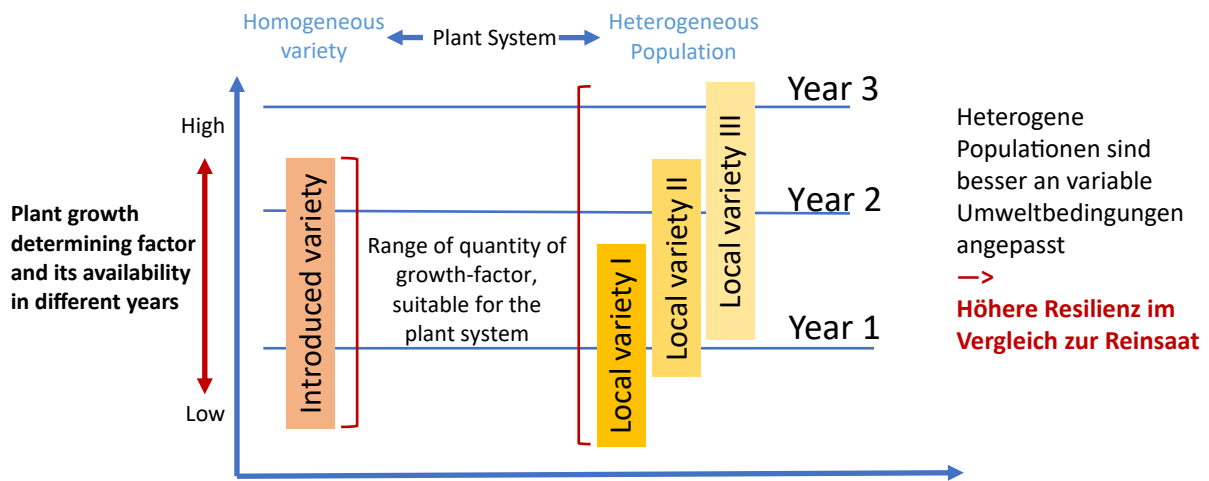 Homogeneous
variety
Plant System
Heterogeneous
Population
High
Low
Plant growth
determining factor
and its availability
in different years
Introduced variety
Range of quantity of
growth-factor,
suitable for the
plant system
Local variety I
Local variety II
Local variety III
Year 3
Year 2
Year 1
Heterogene
Populationen sind
besser an variable
Umweltbedingungen
angepasst
—>
Höhere Resilienz im
Vergleich zur Reinsaat